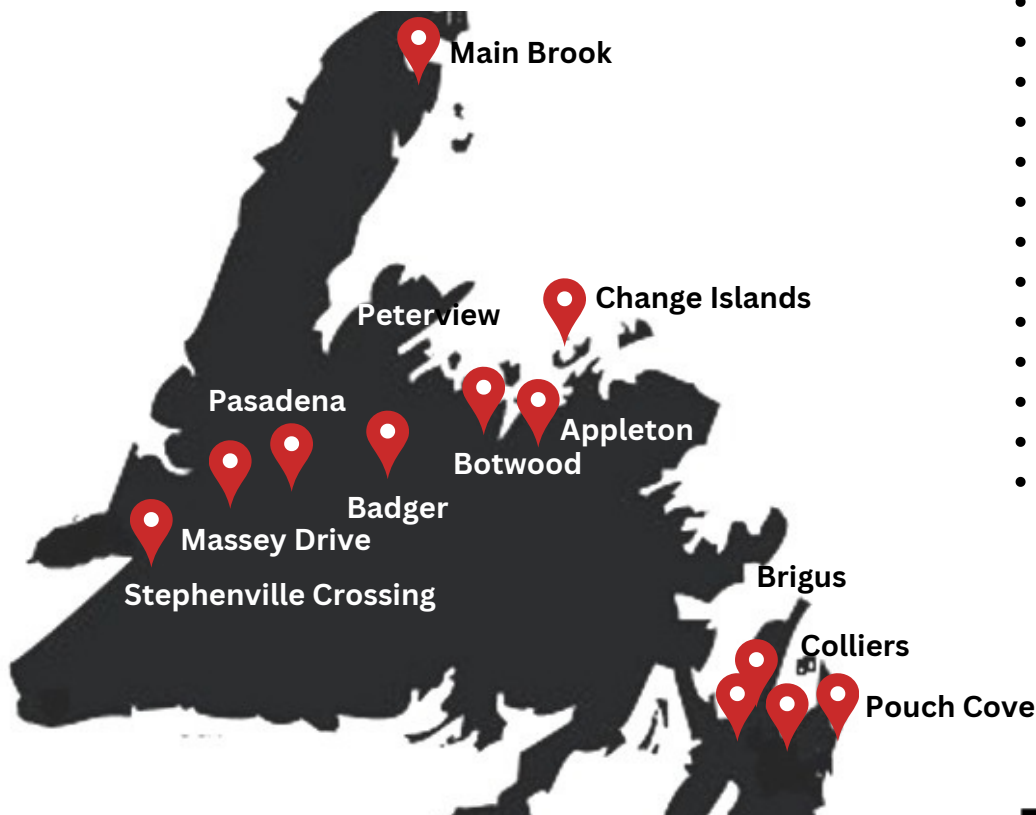 Main Brook
Change Islands
Peterview
Pasadena
Appleton
Botwood
Badger
Massey Drive
Brigus
Stephenville Crossing
Colliers
Pouch Cove